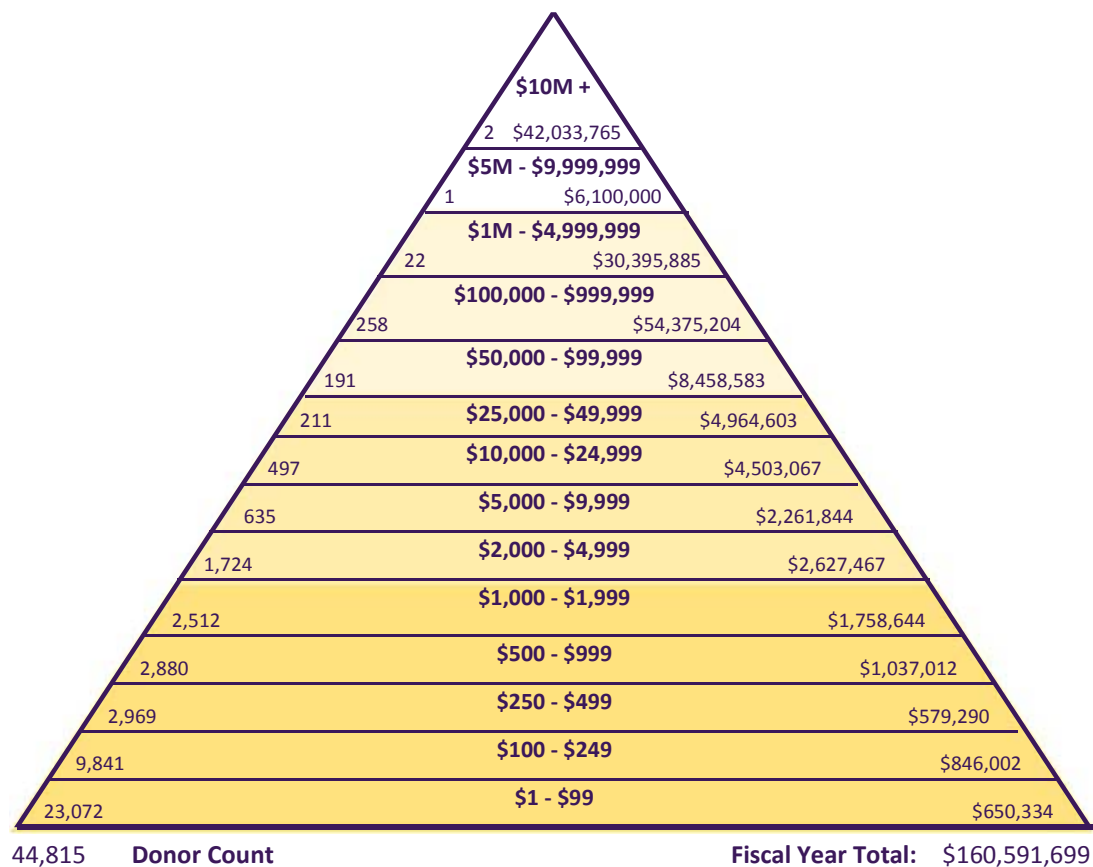 $10M +
2 $42,033,765
$5M - $9,999,999
1 $6,100,000
$1M - $4,999,999
22 $30,395,885
$100,000 - $999,999
258 $54,375,204
$50,000 - $99,999
191 $8,458,583
$25,000 - $49,999
211 $4,964,603
$10,000 - $24,999
497 $4,503,067
$5,000 - $9,999
635 $2,261,844
$2,000 - $4,999
1,724 $2,627,467
$1,000 - $1,999
2,512 $1,758,644
$500 - $999
2,880 $1,037,012
$250 - $499
2,969 $579,290
$100 - $249
9,841 $846,002
$1 - $99
23,072 $650,334
44,815 Donor Count Fiscal Year Total: $160,591,699